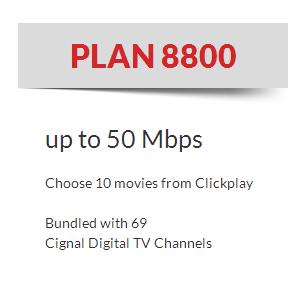 PLAN 8800
up to 50 Mbps
Choose 10 movies from Clickplay
Bundled with 69
Cignal Digital TV Channels